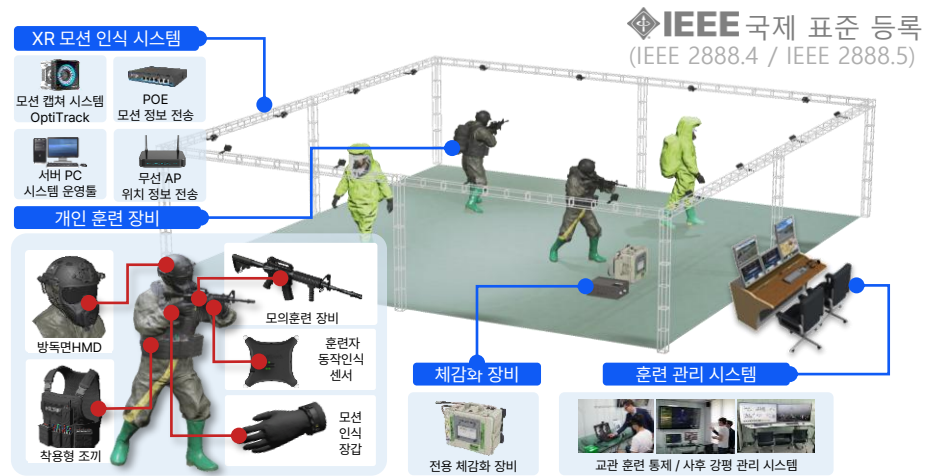 IEEE 국제 표준 등록
(IEEE 2888.4 / IEEE 2888.5)
XR 모션 인식 시스템
모션 캡쳐 시스템
OptiTrack
POE
모션 정보 전송
서버 PC
시스템 운영툴
무선 AP
위치 정보 전송
개인 훈련 장비
방독면HMD
착용형 조끼
모의훈련 장비
훈련자
동작인식
센서
모션
인식
장갑
체감화 장비
전용 체감화 장비
훈련 관리 시스템
교관 훈련 통제 / 사후 강평 관리 시스템